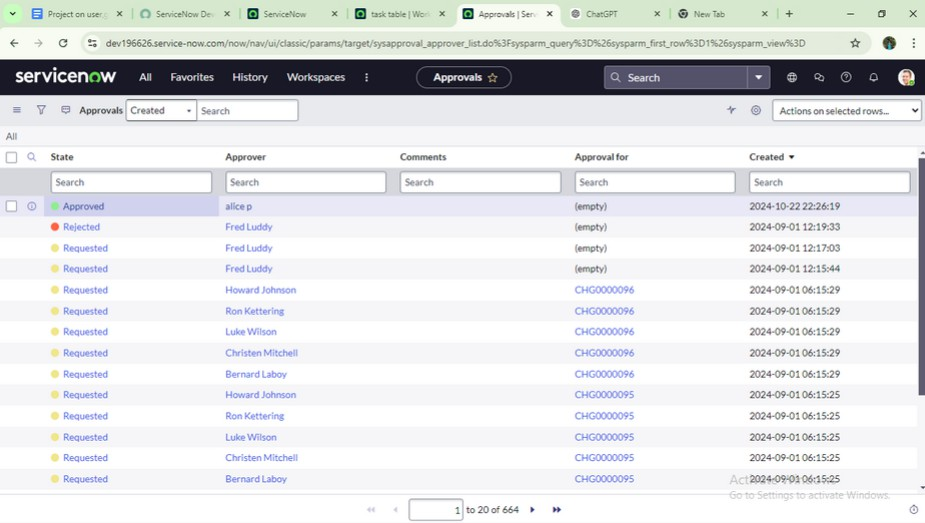 Project on user,g
ServiceNow Dev
ServiceNow
task table | Work
Approvals | Serv
ChatGPT
New Tab
dev196626.service-now.com/now/nav/ui/classic/params/target/sysapproval_approver_list.do%3Fsysparm_query%3D%26sysparm_first_row%3D1%26sysparm_view%3D
servicenow All Favorites History Workspaces Approvals Search
Approvals Created Search Actions on selected rows...
All
State Approver Comments Approval for Created
Search Search Search Search Search
Approved alice p (empty) 2024-10-22 22:26:19
Rejected Fred Luddy (empty) 2024-09-01 12:19:33
Requested Fred Luddy (empty) 2024-09-01 12:17:03
Requested Fred Luddy (empty) 2024-09-01 12:15:44
Requested Howard Johnson CHG0000096 2024-09-01 06:15:29
Requested Ron Kettering CHG0000096 2024-09-01 06:15:29
Requested Luke Wilson CHG0000096 2024-09-01 06:15:29
Requested Christen Mitchell CHG0000096 2024-09-01 06:15:29
Requested Bernard Laboy CHG0000096 2024-09-01 06:15:29
Requested Howard Johnson CHG0000095 2024-09-01 06:15:25
Requested Ron Kettering CHG0000095 2024-09-01 06:15:25
Requested Luke Wilson CHG0000095 2024-09-01 06:15:25
Requested Christen Mitchell CHG0000095 2024-09-01 06:15:25
Requested Bernard Laboy CHG0000095 2024-09-01 06:15:25
Activate Windows
Go to Settings to activate Windows.
1 to 20 of 664